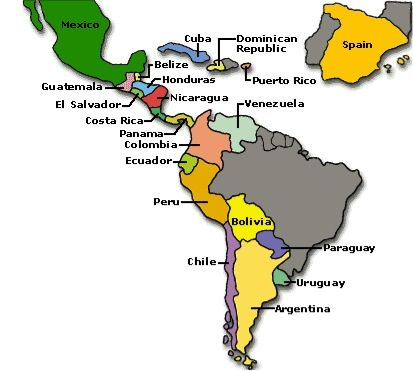 Mexico
Cuba
Dominican
Republic
Spain
Belize
Honduras
Puerto Rico
Guatemala
El Salvador
Nicaragua
Venezuela
Costa Rica
Panama
Colombia
Ecuador
Peru
Bolivia
Paraguay
Chile
Uruguay
Argentina